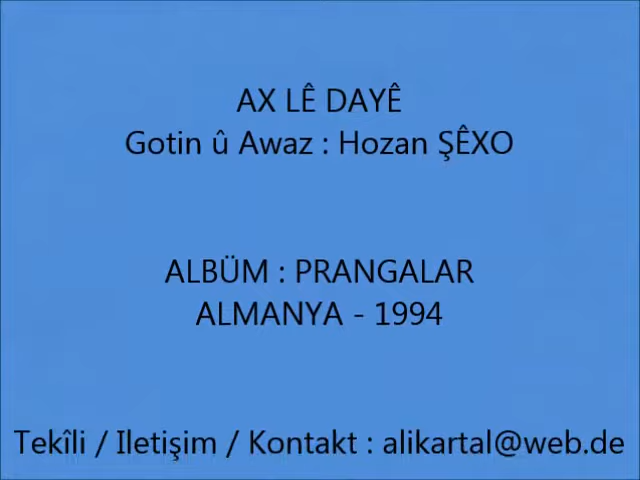 AX LÊ DAYÊ
Gotin û Awaz : Hozan ŞÊXO
ALBÜM : PRANGALAR
ALMANYA - 1994
Tekîli / Iletişim / Kontakt : alikartal@web.de